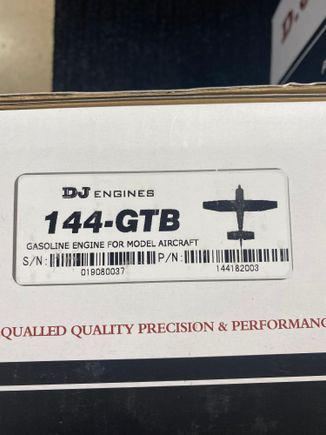 DJ ENGINES
144-GTB
GASOLINE ENGINE FOR MODEL AIRCRAFT
S/N: P/N:
019080037 144182003
QUALLED QUALITY PRECISION & PERFORMANC